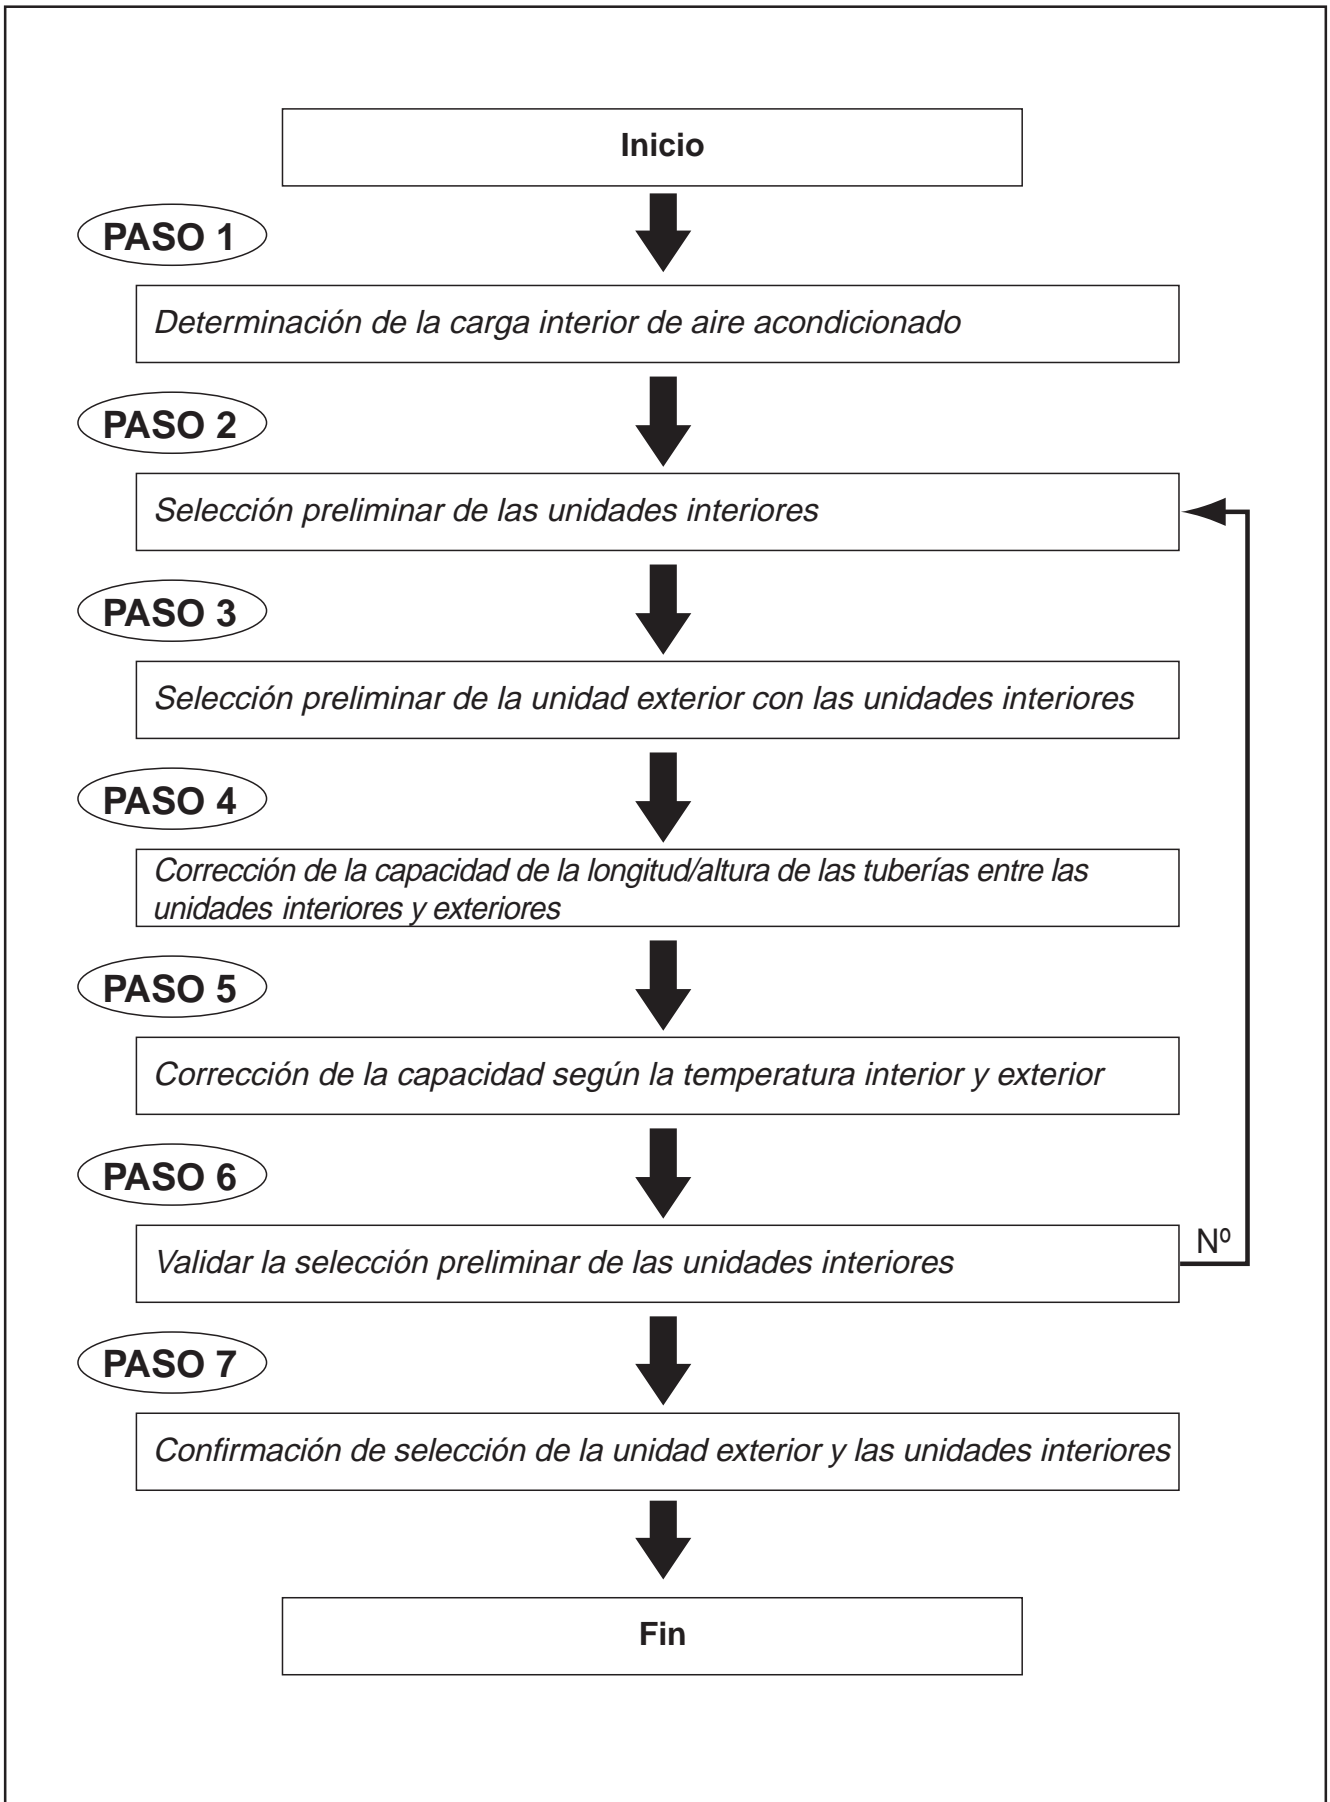 Inicio
PASO 1
Determinación de la carga interior de aire acondicionado
PASO 2
Selección preliminar de las unidades interiores
PASO 3
Selección preliminar de la unidad exterior con las unidades interiores
PASO 4
Corrección de la capacidad de la longitud/altura de las tuberías entre las
unidades interiores y exteriores
PASO 5
Corrección de la capacidad según la temperatura interior y exterior
PASO 6
Validar la selección preliminar de las unidades interiores
Nº
PASO 7
Confirmación de selección de la unidad exterior y las unidades interiores
Fin